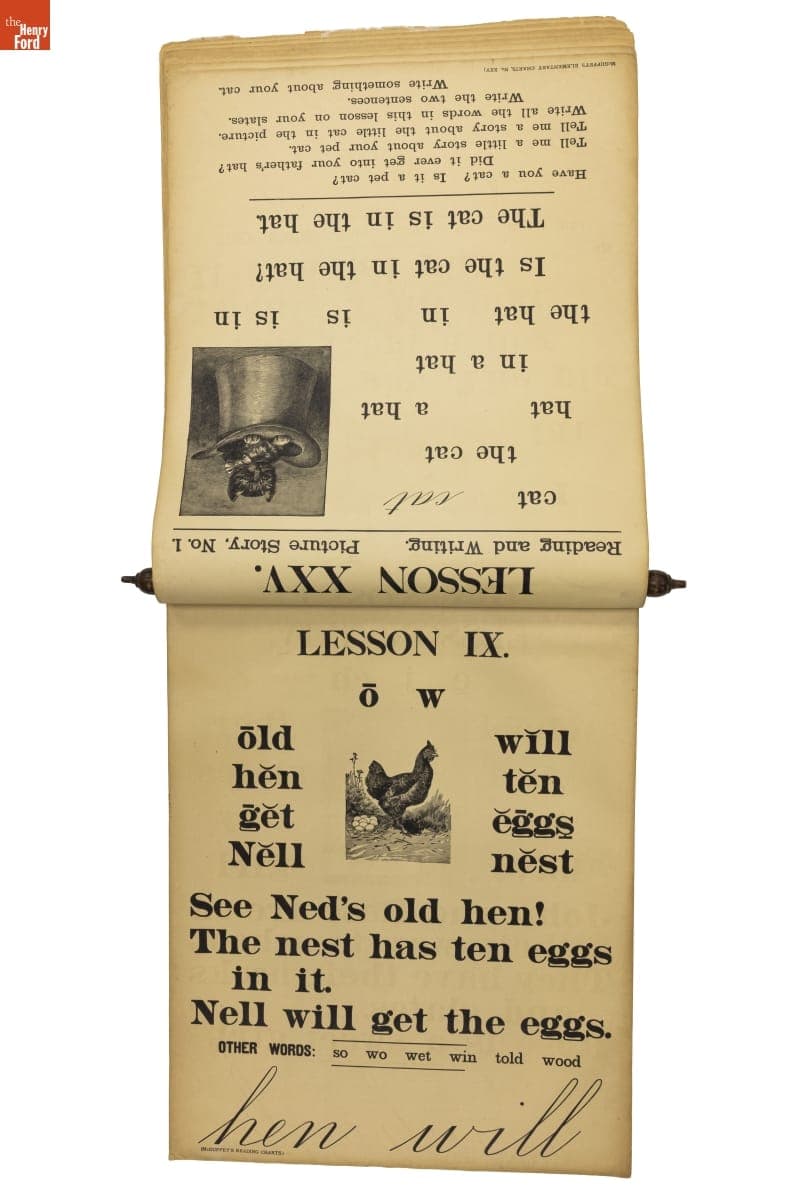 the
Henry
Ford
LESSON XXV.
Reading and Writing. Picture Story, No. 1.
cat cat
the cat
hat a hat
in a hat
the hat in is is in
Is the cat in the hat?
The cat is in the hat.
Have you a cat? Is it a pet cat?
Did it ever get into your father's hat?
Tell me a little story about your pet cat.
Tell me a story about the little cat in the picture.
Write all the words in this lesson on your slates.
Write the two sentences.
Write something about your cat.
McGUFFEY'S ELEMENTARY CHARTS, No. XXV)
LESSON IX.
ō w
ōld wĭll
hĕn tĕn
ḡĕt ĕḡgs̱
Nĕll nĕst
See Ned's old hen!
The nest has ten eggs
in it.
Nell will get the eggs.
OTHER WORDS: so wo wet win told wood
hen will
(McGUFFEY'S READING CHARTS.)